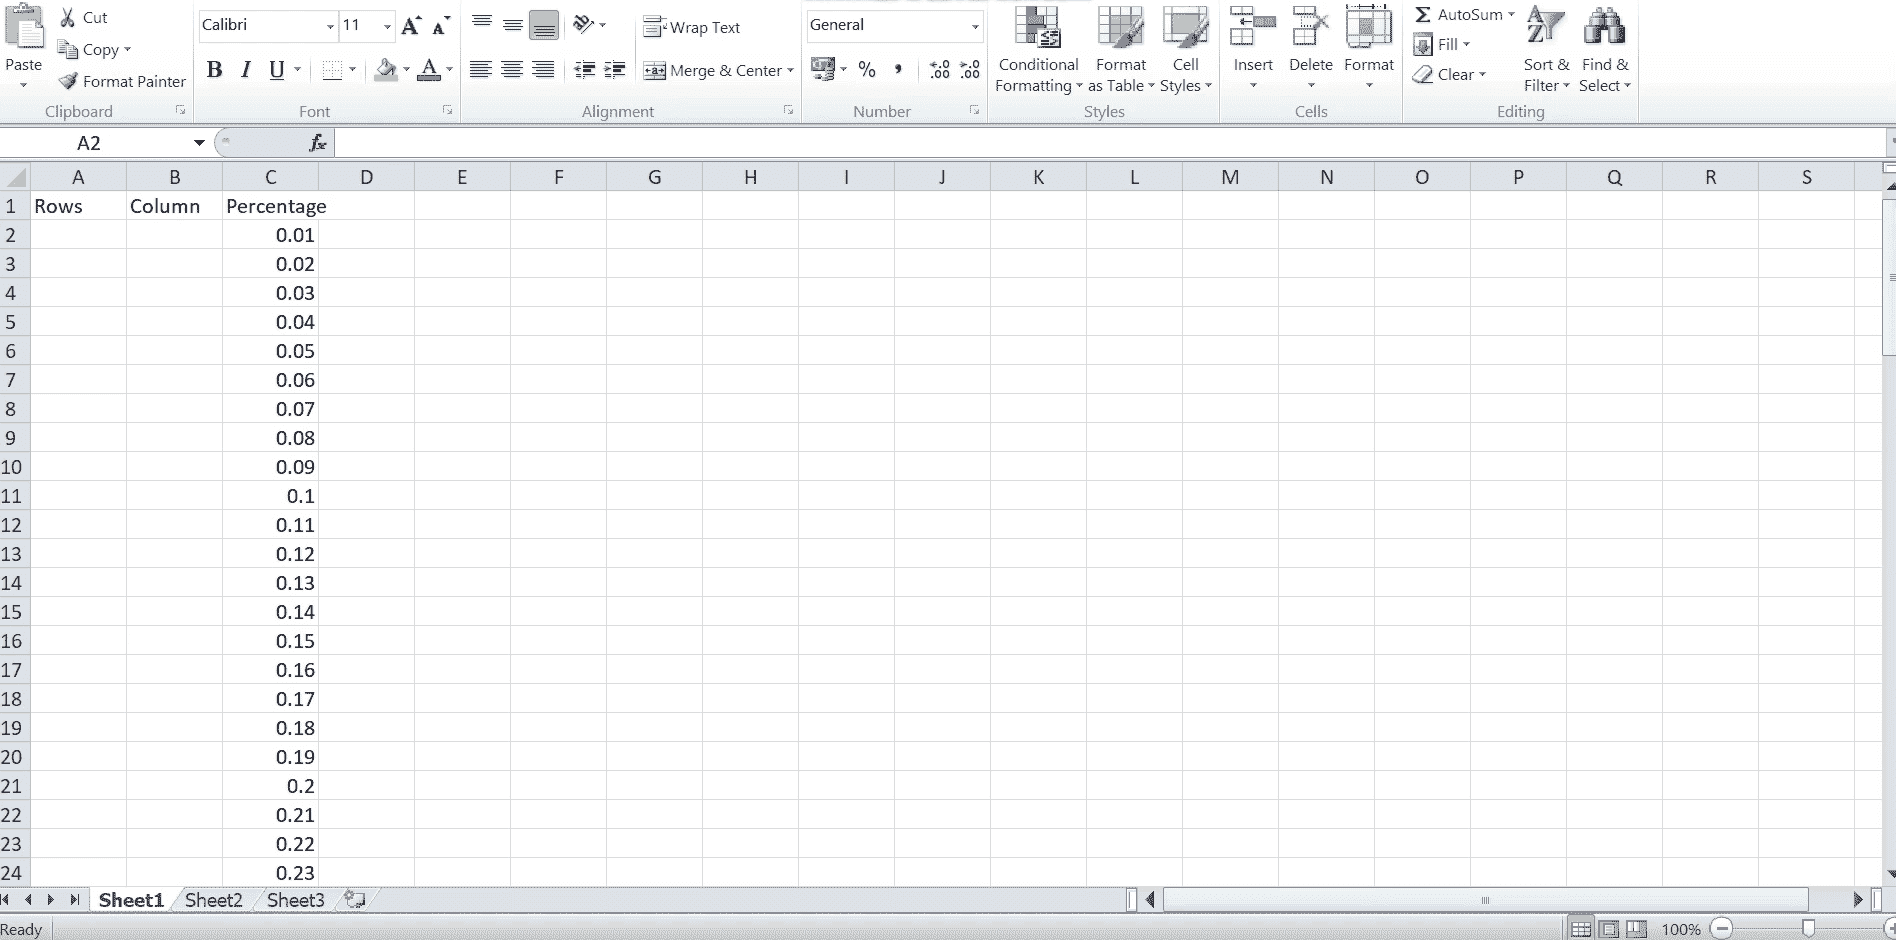 Cut
Copy
Format Painter
Paste
Clipboard
Calibri
11
A A
B I U A
Font
Wrap Text
Merge & Center
Alignment
General
% , .00 .00
Number
Conditional Formatting
Format as Table
Cell Styles
Styles
Insert
Delete
Format
Cells
Σ AutoSum
Fill
Clear
Sort & Filter
Find & Select
Editing
A2
fx
A B C D E F G H I J K L M N O P Q R S
1 Rows Column Percentage
2 0.01
3 0.02
4 0.03
5 0.04
6 0.05
7 0.06
8 0.07
9 0.08
10 0.09
11 0.1
12 0.11
13 0.12
14 0.13
15 0.14
16 0.15
17 0.16
18 0.17
19 0.18
20 0.19
21 0.2
22 0.21
23 0.22
24 0.23
Sheet1 Sheet2 Sheet3
Ready
100%